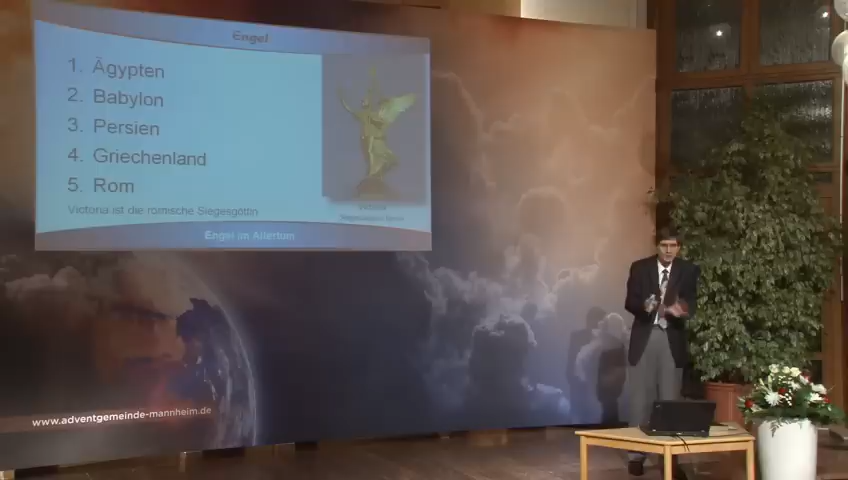 Engel
1. Ägypten
2. Babylon
3. Persien
4. Griechenland
5. Rom
Victoria ist die römische Siegesgöttin
Engel im Altertum
www.adventgemeinde-mannheim.de